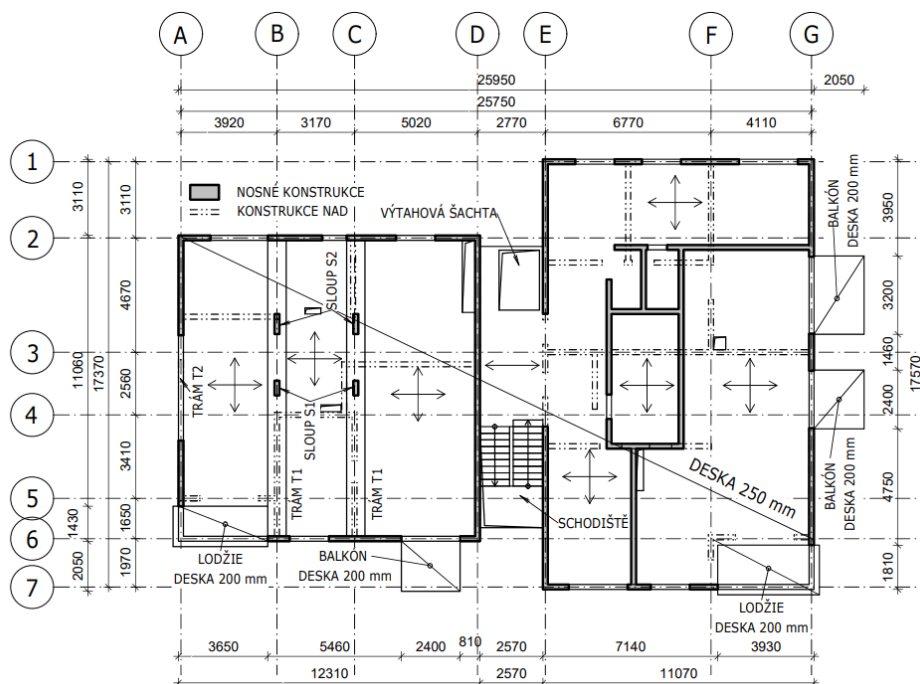 A B C D E F G
25950
2050
25750
3920 3170 5020 2770 6770 4110
1
2
3
4
5
6
7
3110
4670
2560
3410
1650
1970
17370
3110
11060
1430
2050
NOSNÉ KONSTRUKCE
KONSTRUKCE NAD
VÝTAHOVÁ ŠACHTA
SLOUP S2
SLOUP S1
TRÁM T2
TRÁM T1
TRÁM T1
DESKA 250 mm
SCHODIŠTĚ
LODŽIE
DESKA 200 mm
BALKÓN
DESKA 200 mm
BALKÓN
DESKA 200 mm
BALKÓN
DESKA 200 mm
LODŽIE
DESKA 200 mm
3950
3200
1460
2400
4750
1810
17570
3650 5460 2400 810 2570 7140 3930
12310 2570 11070